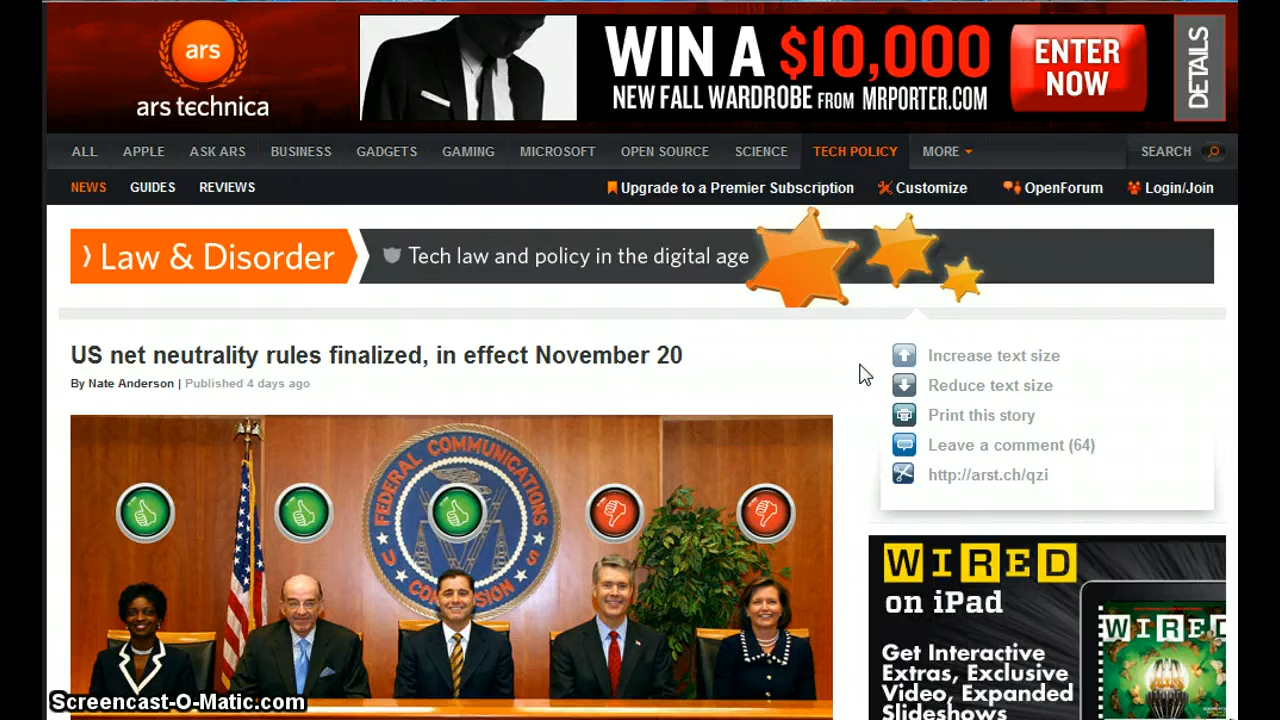 ars
ars technica
WIN A $10,000
NEW FALL WARDROBE FROM MRPORTER.COM
ENTER
NOW
DETAILS
ALL APPLE ASK ARS BUSINESS GADGETS GAMING MICROSOFT OPEN SOURCE SCIENCE TECH POLICY MORE SEARCH
NEWS GUIDES REVIEWS Upgrade to a Premier Subscription Customize OpenForum Login/Join
Law & Disorder Tech law and policy in the digital age
US net neutrality rules finalized, in effect November 20
By Nate Anderson | Published 4 days ago
Increase text size
Reduce text size
Print this story
Leave a comment (64)
http://arst.ch/qzi
FEDERAL COMMUNICATIONS
WIRED
on iPad
Get Interactive
Extras, Exclusive
Video, Expanded
Slideshows
WIRED
Screencast-O-Matic.com